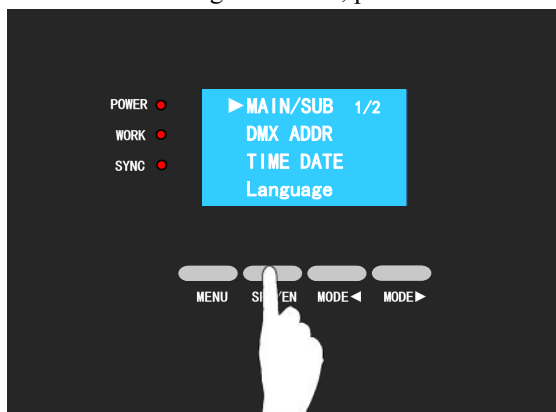 POWER
WORK
SYNC
►MAIN/SUB 1/2
DMX ADDR
TIME DATE
Language
MENU MODE◄ MODE►